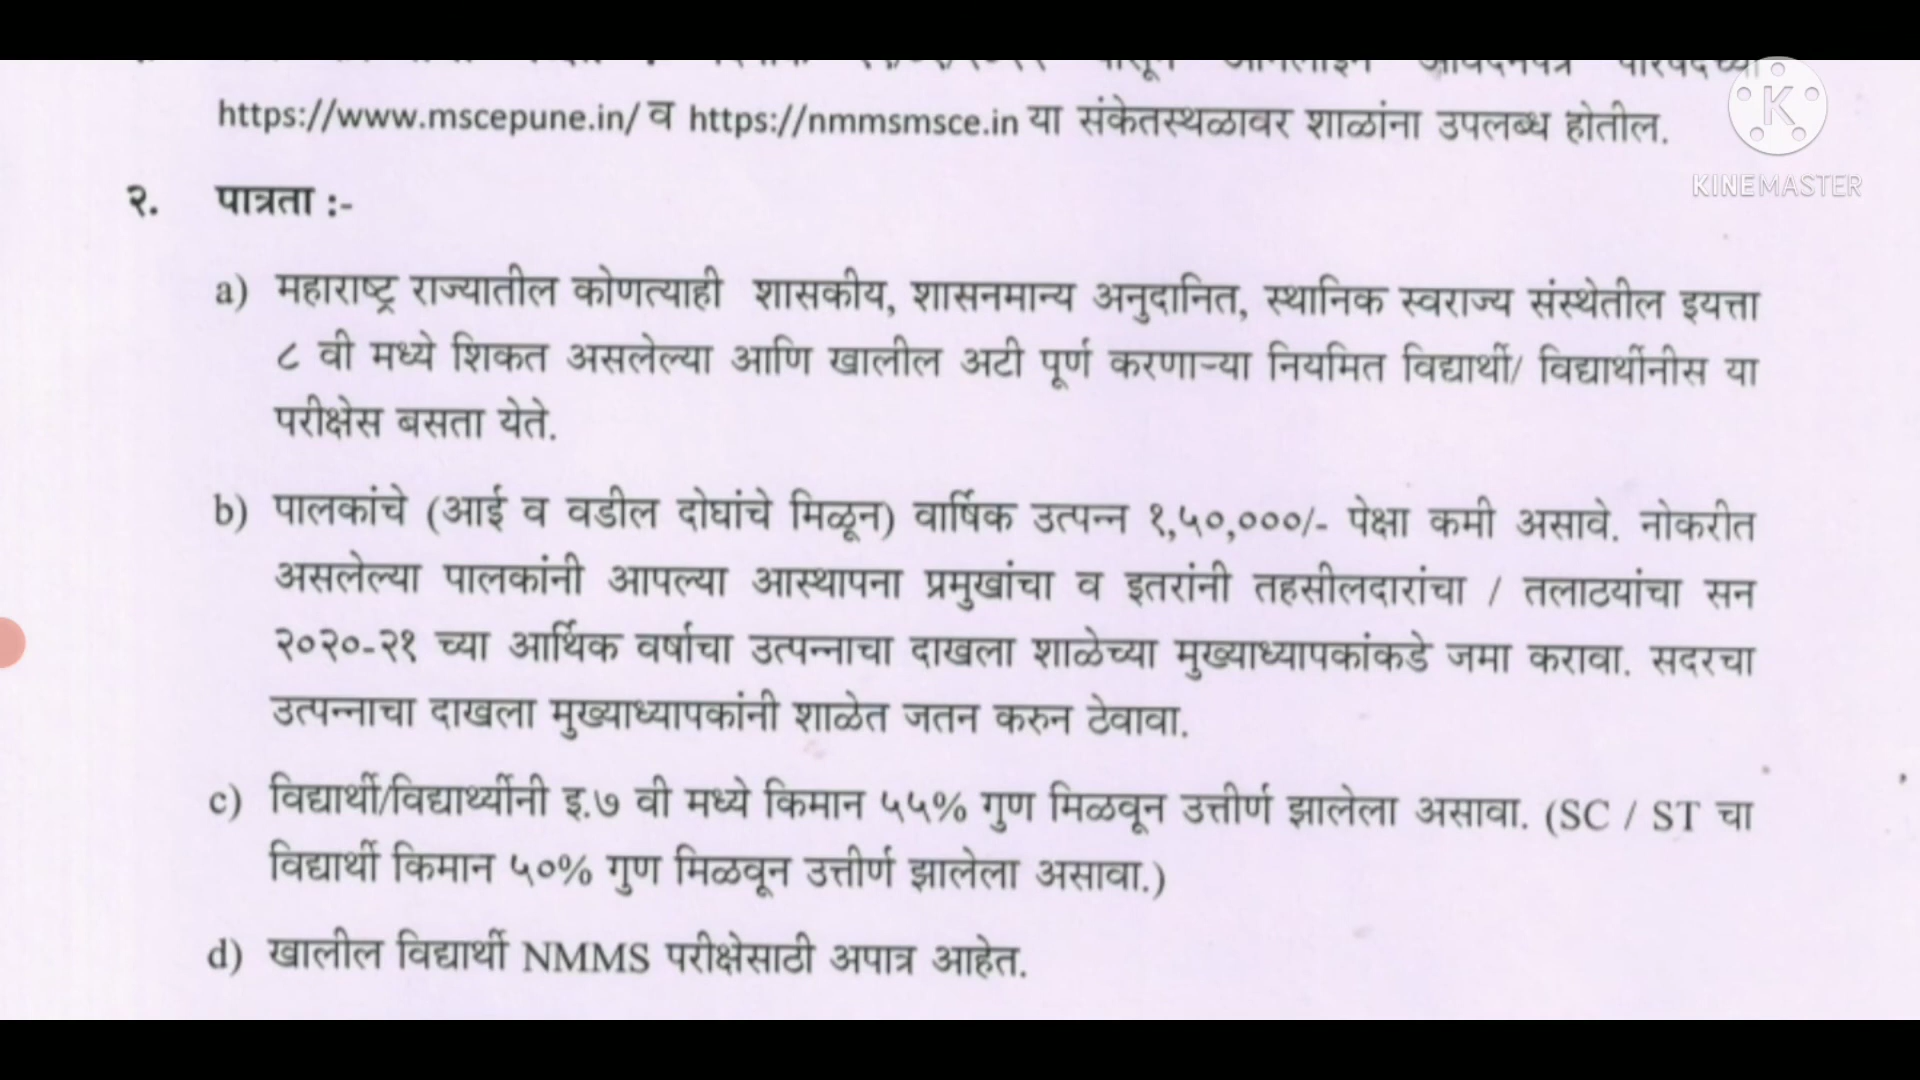 https://www.mscepune.in/ व https://nmmsmsce.in या संकेतस्थळावर शाळांना उपलब्ध होतील.
KINEMASTER
२. पात्रता :-
a) महाराष्ट्र राज्यातील कोणत्याही शासकीय, शासनमान्य अनुदानित, स्थानिक स्वराज्य संस्थेतील इयत्ता
८ वी मध्ये शिकत असलेल्या आणि खालील अटी पूर्ण करणाऱ्या नियमित विद्यार्थी/ विद्यार्थीनीस या
परीक्षेस बसता येते.
b) पालकांचे (आई व वडील दोघांचे मिळून) वार्षिक उत्पन्न १,५०,०००/- पेक्षा कमी असावे. नोकरीत
असलेल्या पालकांनी आपल्या आस्थापना प्रमुखांचा व इतरांनी तहसीलदारांचा / तलाठयांचा सन
२०२०-२१ च्या आर्थिक वर्षाचा उत्पन्नाचा दाखला शाळेच्या मुख्याध्यापकांकडे जमा करावा. सदरचा
उत्पन्नाचा दाखला मुख्याध्यापकांनी शाळेत जतन करुन ठेवावा.
c) विद्यार्थी/विद्यार्थ्यीनी इ.७ वी मध्ये किमान ५५% गुण मिळवून उत्तीर्ण झालेला असावा. (SC / ST चा
विद्यार्थी किमान ५०% गुण मिळवून उत्तीर्ण झालेला असावा.)
d) खालील विद्यार्थी NMMS परीक्षेसाठी अपात्र आहेत.